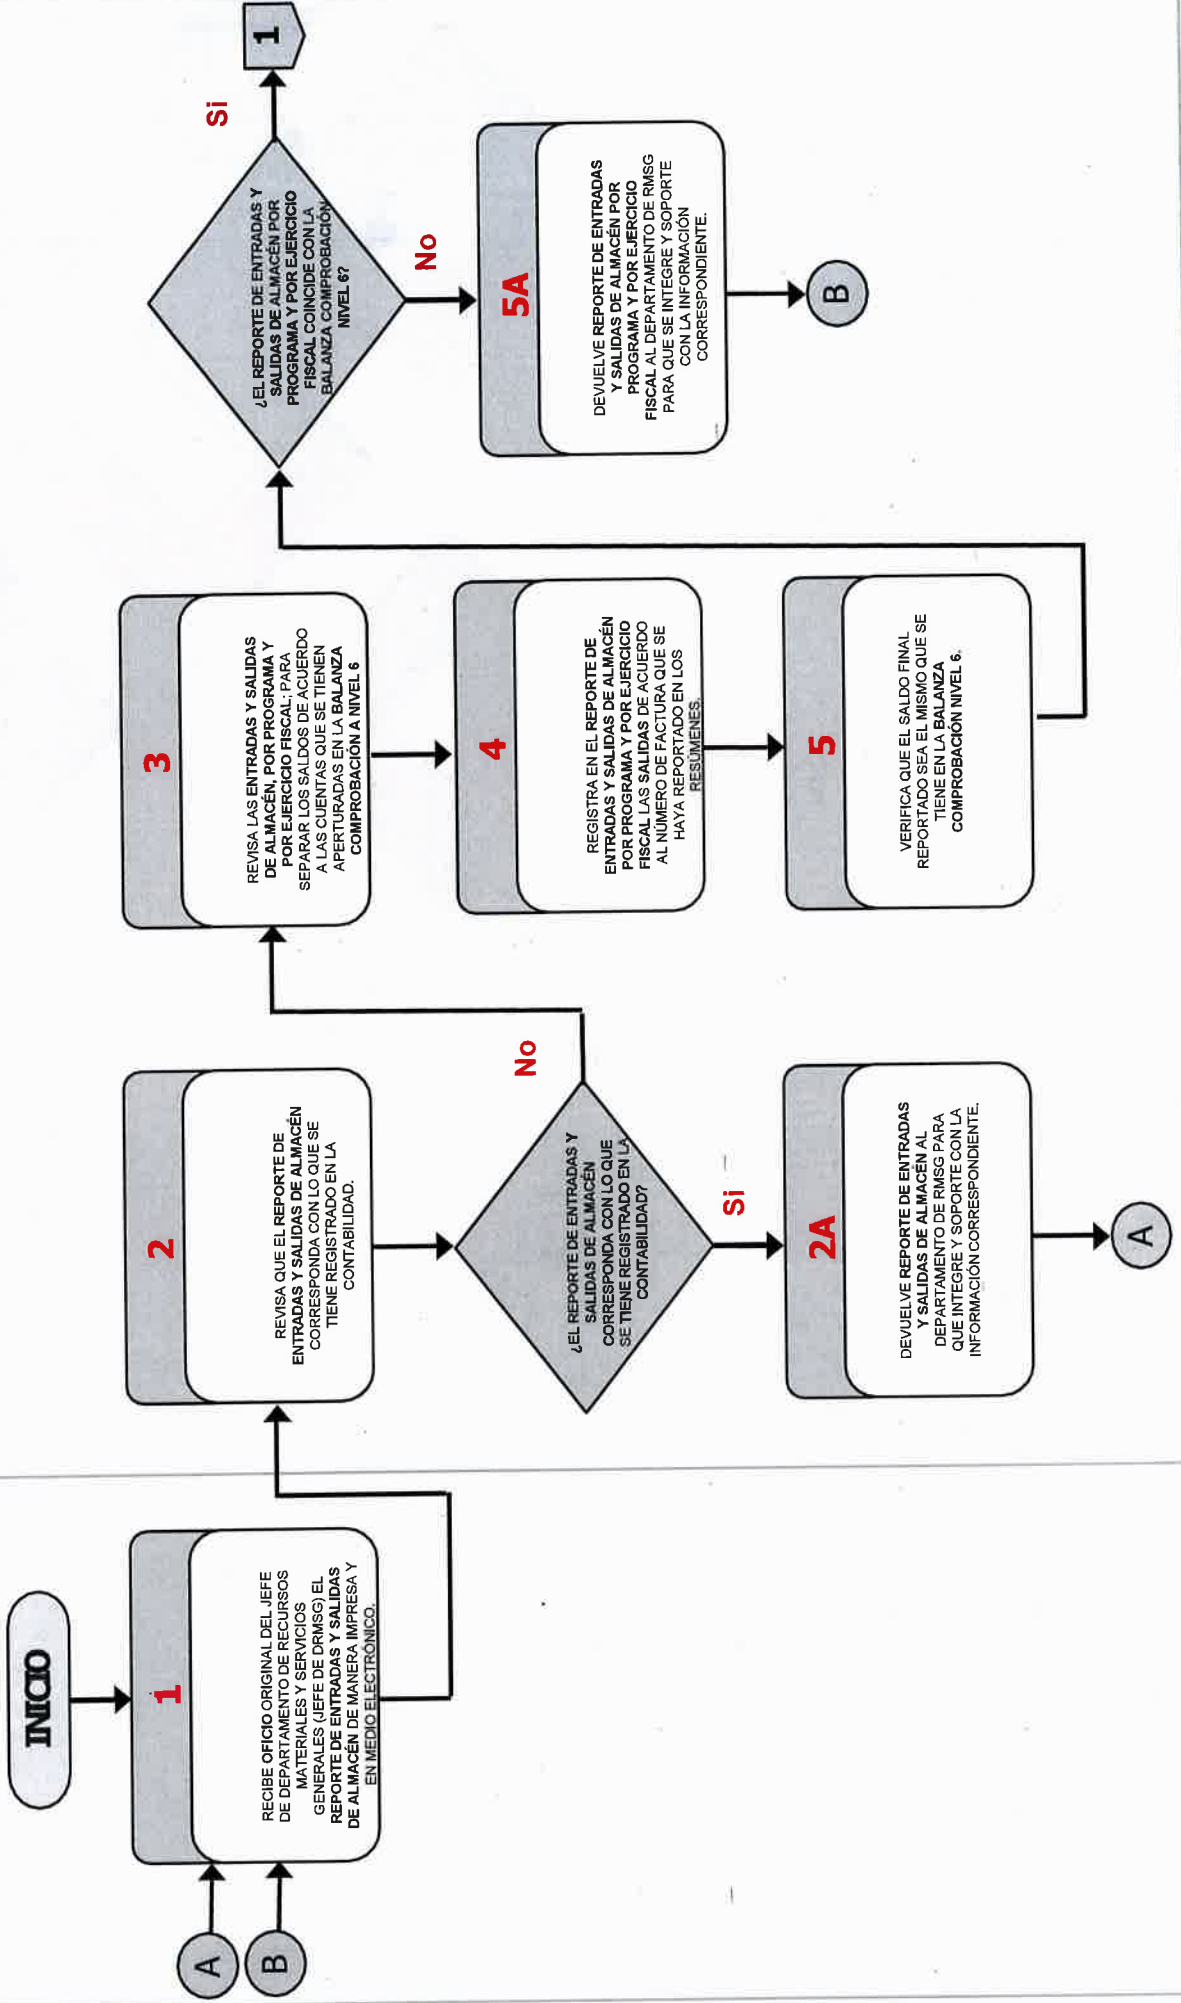 INICIO
A
B
1
RECIBE OFICIO ORIGINAL DEL JEFE
DE DEPARTAMENTO DE RECURSOS
MATERIALES Y SERVICIOS
GENERALES (JEFE DE DRMSG) EL
REPORTE DE ENTRADAS Y SALIDAS
DE ALMACÉN DE MANERA IMPRESA Y
EN MEDIO ELECTRÓNICO.
2
REVISA QUE EL REPORTE DE
ENTRADAS Y SALIDAS DE ALMACÉN
CORRESPONDA CON LO QUE SE
TIENE REGISTRADO EN LA
CONTABILIDAD.
¿EL REPORTE DE ENTRADAS Y
SALIDAS DE ALMACÉN
CORRESPONDA CON LO QUE
SE TIENE REGISTRADO EN LA
CONTABILIDAD?
No
Si
2A
DEVUELVE REPORTE DE ENTRADAS
Y SALIDAS DE ALMACÉN AL
DEPARTAMENTO DE RMSG PARA
QUE INTEGRE Y SOPORTE CON LA
INFORMACIÓN CORRESPONDIENTE.
A
3
REVISA LAS ENTRADAS Y SALIDAS
DE ALMACÉN, POR PROGRAMA Y
POR EJERCICIO FISCAL; PARA
SEPARAR LOS SALDOS DE ACUERDO
A LAS CUENTAS QUE SE TIENEN
APERTURADAS EN LA BALANZA
COMPROBACIÓN A NIVEL 6
4
REGISTRA EN EL REPORTE DE
ENTRADAS Y SALIDAS DE ALMACÉN
POR PROGRAMA Y POR EJERCICIO
FISCAL LAS SALIDAS DE ACUERDO
AL NÚMERO DE FACTURA QUE SE
HAYA REPORTADO EN LOS
RESÚMENES.
5
VERIFICA QUE EL SALDO FINAL
REPORTADO SEA EL MISMO QUE SE
TIENE EN LA BALANZA
COMPROBACIÓN NIVEL 6.
¿EL REPORTE DE ENTRADAS Y
SALIDAS DE ALMACÉN POR
PROGRAMA Y POR EJERCICIO
FISCAL COINCIDE CON LA
BALANZA COMPROBACIÓN
NIVEL 6?
Si
1
No
5A
DEVUELVE REPORTE DE ENTRADAS
Y SALIDAS DE ALMACÉN POR
PROGRAMA Y POR EJERCICIO
FISCAL AL DEPARTAMENTO DE RMSG
PARA QUE SE INTEGRE Y SOPORTE
CON LA INFORMACIÓN
CORRESPONDIENTE.
B